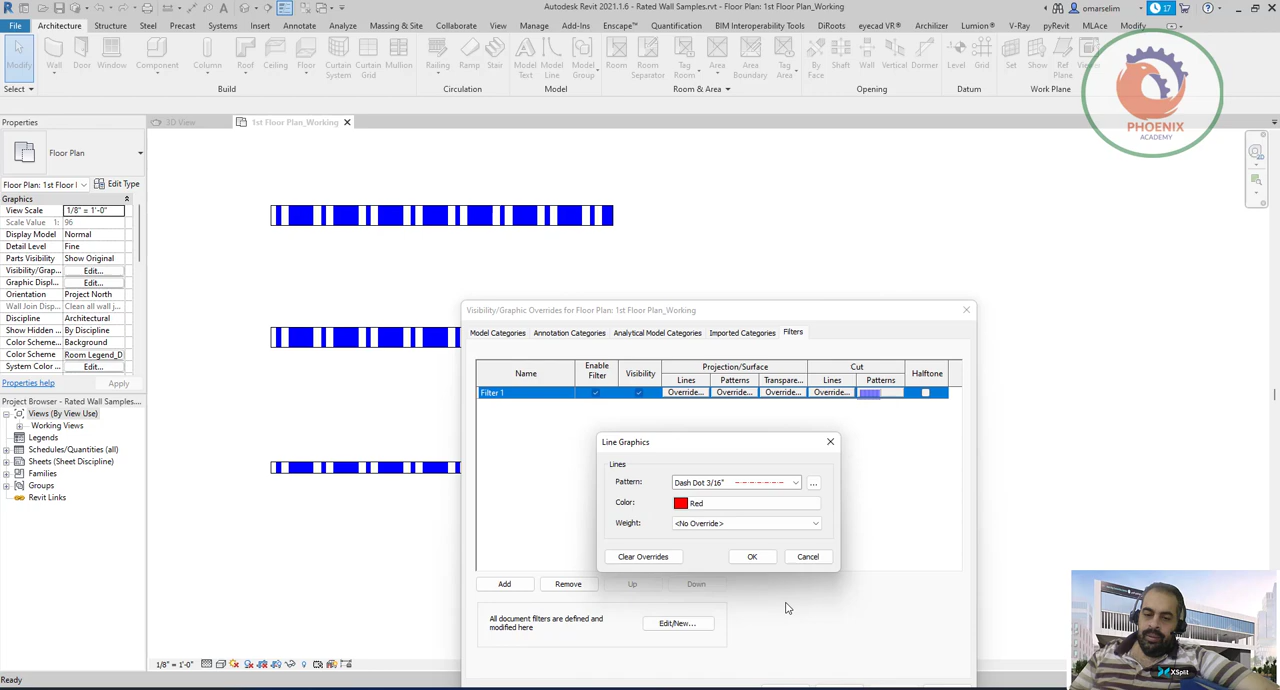 Autodesk Revit 2021.1.6 - Rated Wall Samples.rvt - Floor Plan: 1st Floor Plan_Working
omarselim
17
File Architecture Structure Steel Precast Systems Insert Annotate Analyze Massing & Site Collaborate View Manage Add-Ins Enscape™ Quantification BIM Interoperability Tools DiRoots eyecad VR® Archilizer Lumion® V-Ray pyRevit MLAce Modify
Modify Wall Door Window Component Column Roof Ceiling Floor Curtain System Curtain Grid Mullion Railing Ramp Stair Model Text Model Line Model Group Room Room Separator Tag Room Area Area Boundary Tag Area By Face Shaft Wall Vertical Dormer Level Grid Set Show Ref Plane
Select Build Circulation Model Room & Area Opening Datum Work Plane
PHOENIX
ACADEMY
Properties
3D View
1st Floor Plan_Working
Floor Plan
Floor Plan: 1st Floor I
Edit Type
Graphics
View Scale 1/8" = 1'-0"
Scale Value 1: 96
Display Model Normal
Detail Level Fine
Parts Visibility Show Original
Visibility/Grap... Edit...
Graphic Displ... Edit...
Orientation Project North
Wall Join Disp... Clean all wall j...
Discipline Architectural
Show Hidden ... By Discipline
Color Scheme ... Background
Color Scheme Room Legend_D
System Color ... Edit...
Properties help
Apply
Project Browser - Rated Wall Samples....
Views (By View Use)
Working Views
Legends
Schedules/Quantities (all)
Sheets (Sheet Discipline)
Families
Groups
Revit Links
Visibility/Graphic Overrides for Floor Plan: 1st Floor Plan_Working
Model Categories Annotation Categories Analytical Model Categories Imported Categories Filters
Name Enable Filter Visibility Projection/Surface Cut Halftone
Lines Patterns Transpare... Lines Patterns
Filter 1 Override... Override... Override... Override...
Line Graphics
Lines
Pattern: Dash Dot 3/16" ...
Color: Red
Weight: <No Override>
Clear Overrides OK Cancel
Add Remove Up Down
All document filters are defined and
modified here
Edit/New...
1/8" = 1'-0"
Ready
XSplit